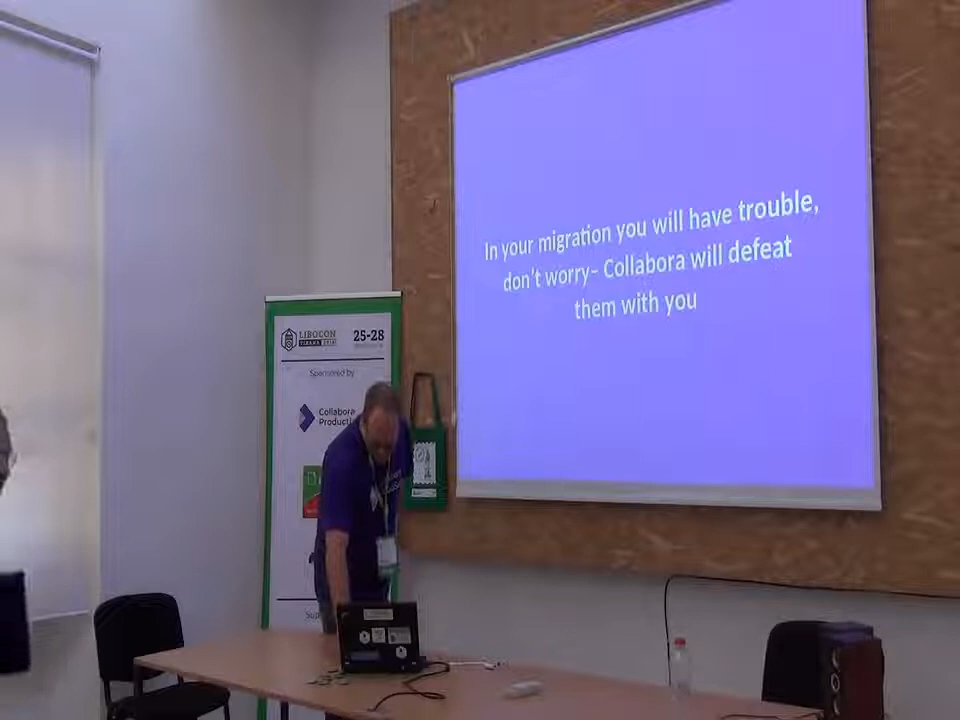 In your migration you will have trouble,
don't worry– Collabora will defeat
them with you
LIBOCON
25-28
Sponsored by
Collabora
Producti